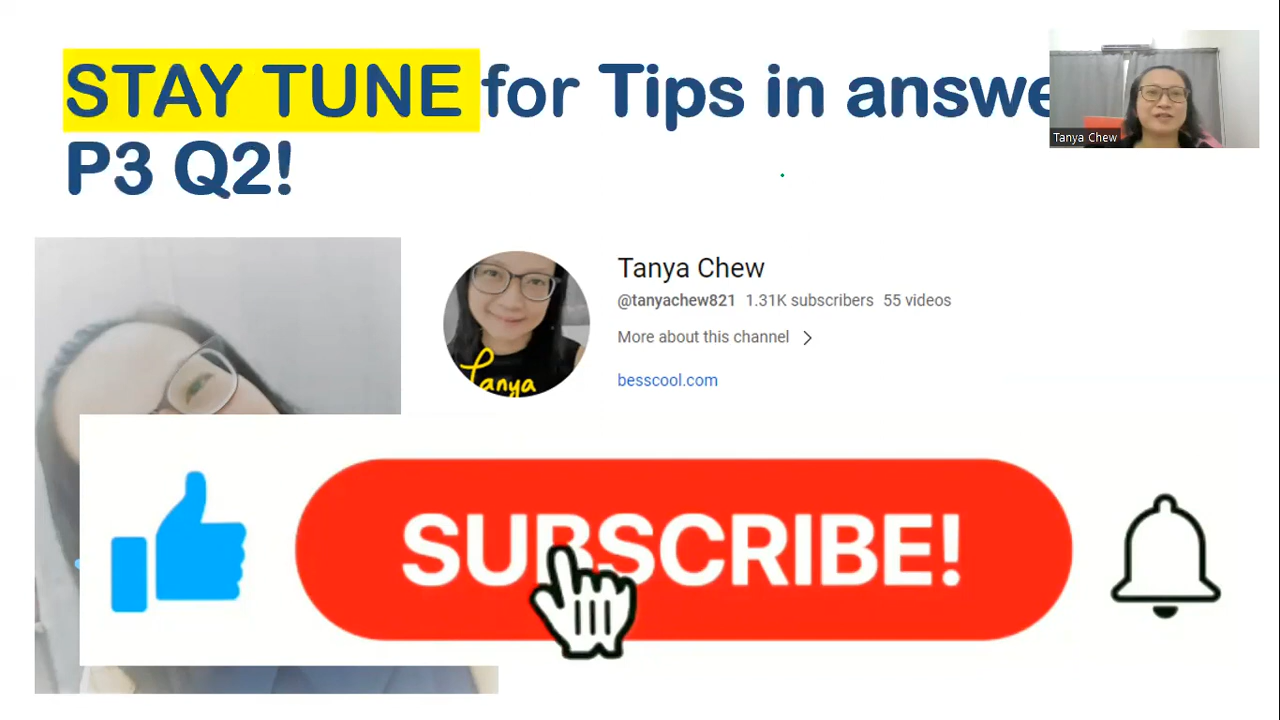 STAY TUNE for Tips in answe
P3 Q2!
Tanya Chew
Tanya Chew
@tanyachew821 1.31K subscribers 55 videos
More about this channel
besscool.com
Tanya
SUBSCRIBE!